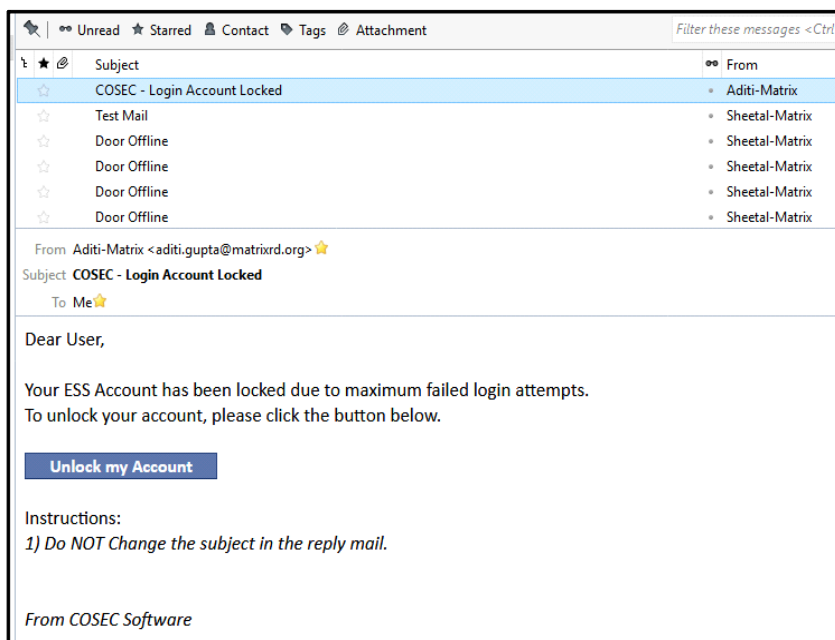 Unread Starred Contact Tags Attachment Filter these messages <Ctrl
Subject From
COSEC - Login Account Locked Aditi-Matrix
Test Mail Sheetal-Matrix
Door Offline Sheetal-Matrix
Door Offline Sheetal-Matrix
Door Offline Sheetal-Matrix
Door Offline Sheetal-Matrix
From Aditi-Matrix <aditi.gupta@matrixrd.org>
Subject COSEC - Login Account Locked
To Me
Dear User,
Your ESS Account has been locked due to maximum failed login attempts.
To unlock your account, please click the button below.
Unlock my Account
Instructions:
1) Do NOT Change the subject in the reply mail.
From COSEC Software